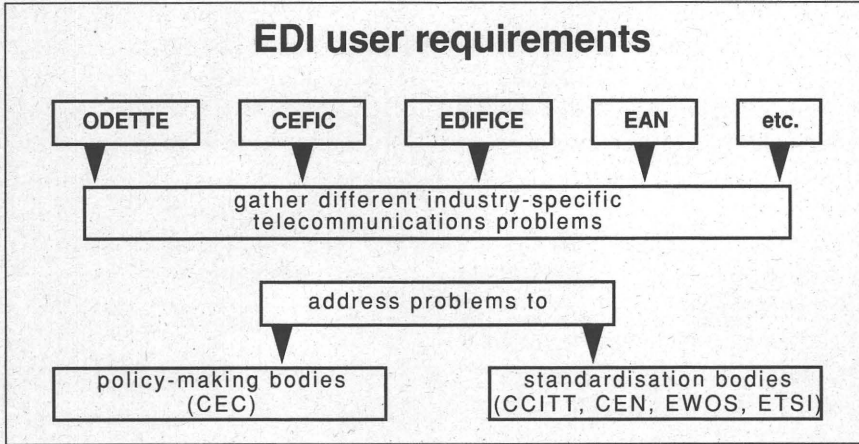 EDI user requirements
ODETTE
CEFIC
EDIFICE
EAN
etc.
gather different industry-specific
telecommunications problems
address problems to
policy-making bodies
(CEC)
standardisation bodies
(CCITT, CEN, EWOS, ETSI)